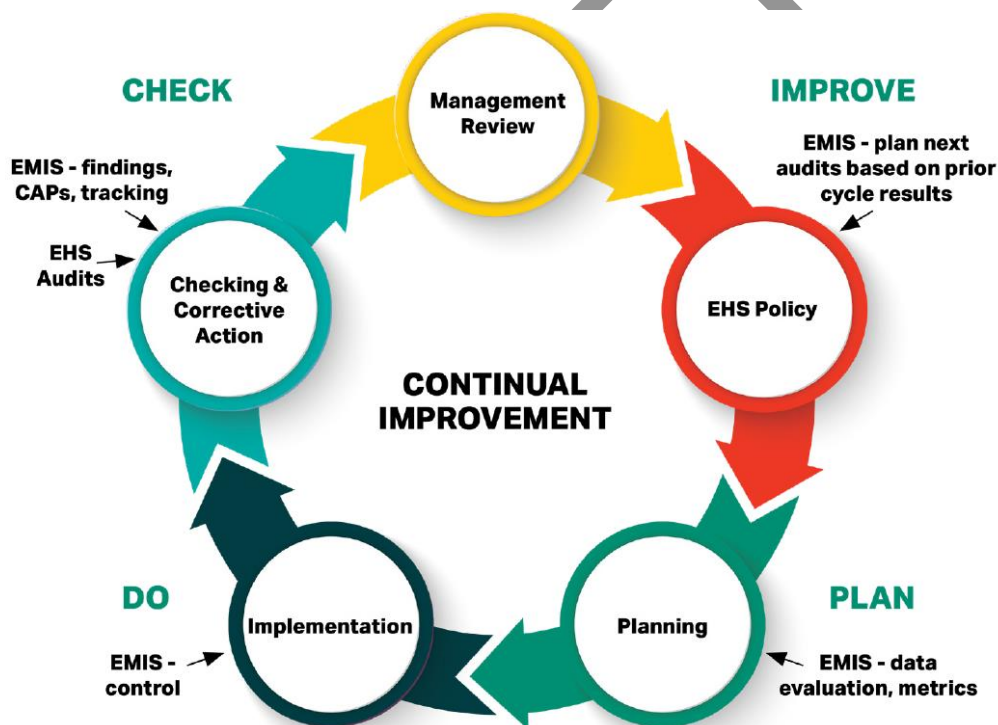 CHECK
IMPROVE
Management
Review
EMIS - findings,
CAPs, tracking
EHS
Audits
EMIS - plan next
audits based on prior
cycle results
Checking &
Corrective
Action
EHS Policy
CONTINUAL
IMPROVEMENT
DO
Implementation
EMIS -
control
Planning
PLAN
EMIS - data
evaluation, metrics